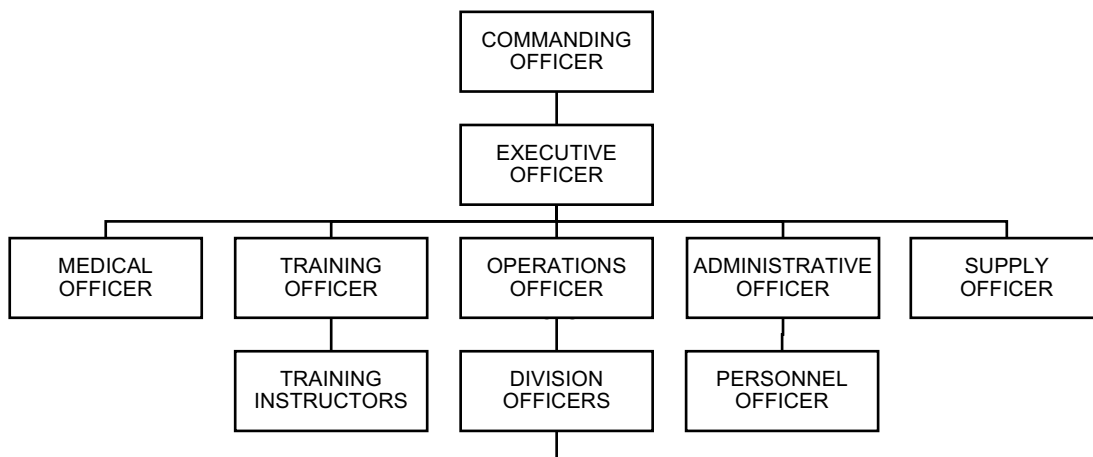 COMMANDING
OFFICER
EXECUTIVE
OFFICER
MEDICAL
OFFICER
TRAINING
OFFICER
OPERATIONS
OFFICER
ADMINISTRATIVE
OFFICER
SUPPLY
OFFICER
TRAINING
INSTRUCTORS
DIVISION
OFFICERS
PERSONNEL
OFFICER